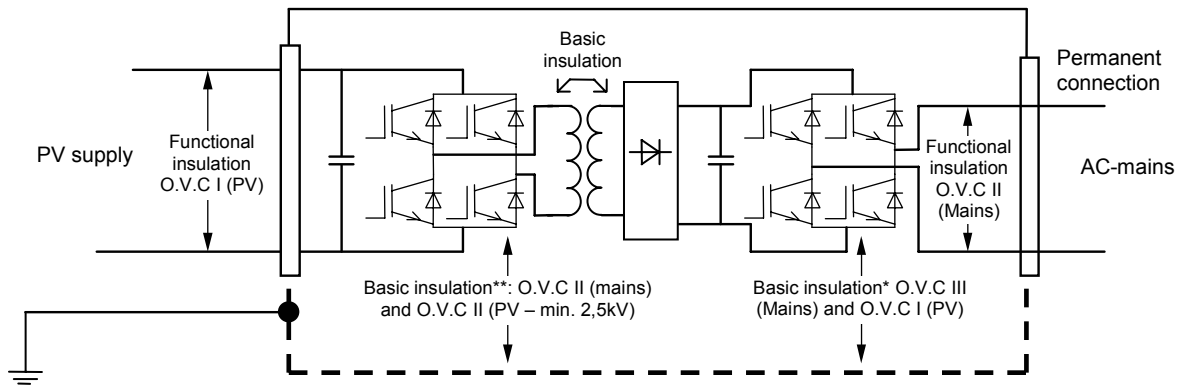 Basic
insulation
Permanent
connection
PV supply
Functional
insulation
O.V.C I (PV)
Functional
insulation
O.V.C II
(Mains)
AC-mains
Basic insulation**: O.V.C II (mains)
and O.V.C II (PV – min. 2,5kV)
Basic insulation* O.V.C III
(Mains) and O.V.C I (PV)